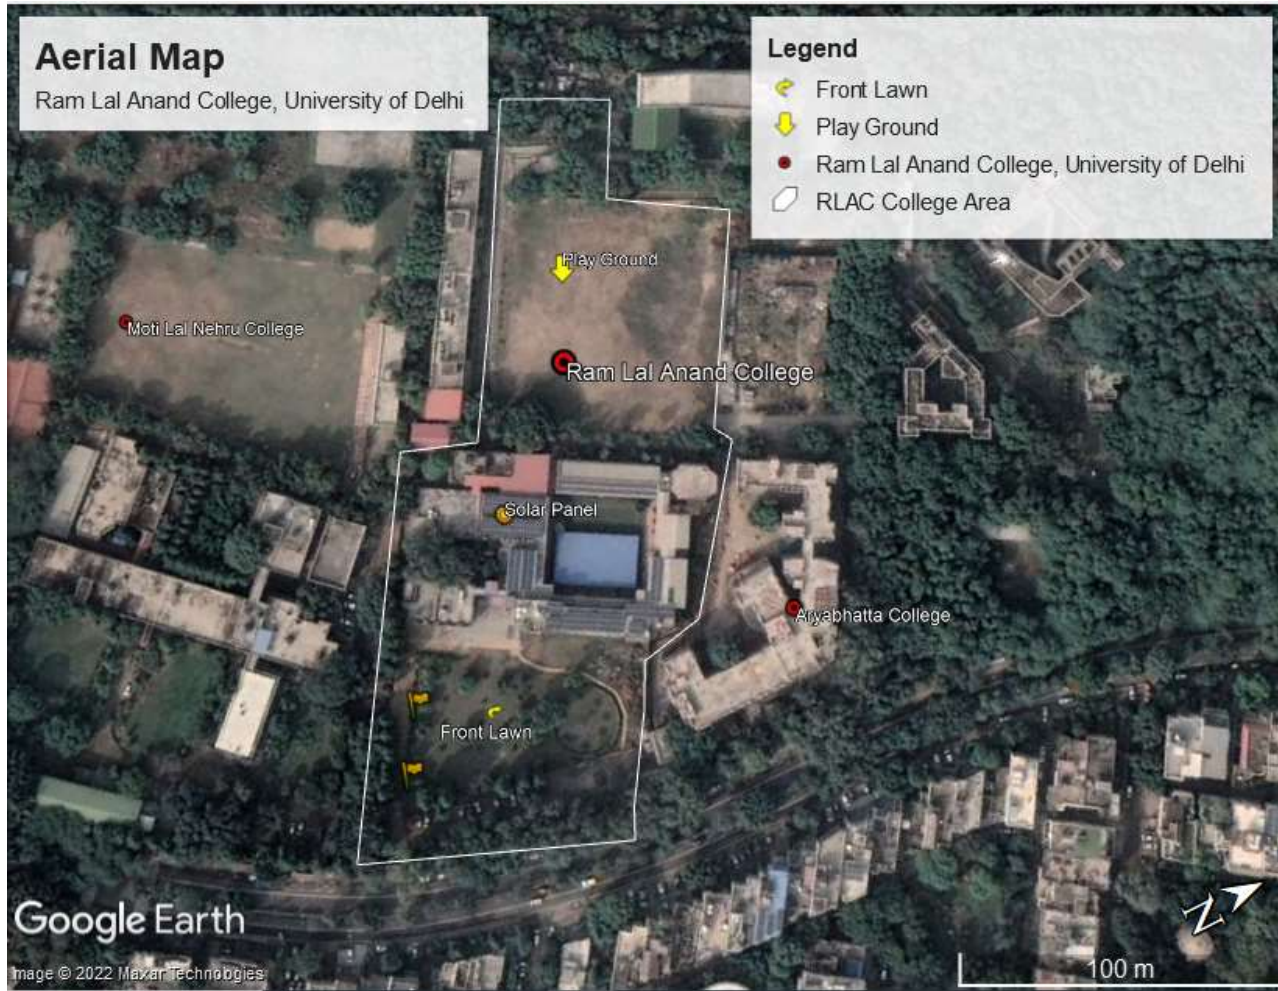 Aerial Map
Ram Lal Anand College, University of Delhi
Legend
Front Lawn
Play Ground
Ram Lal Anand College, University of Delhi
RLAC College Area
Play Ground
Moti Lal Nehru College
Ram Lal Anand College
Solar Panel
Aryabhatta College
Front Lawn
Google Earth
Image © 2022 Maxar Technologies
N
100 m